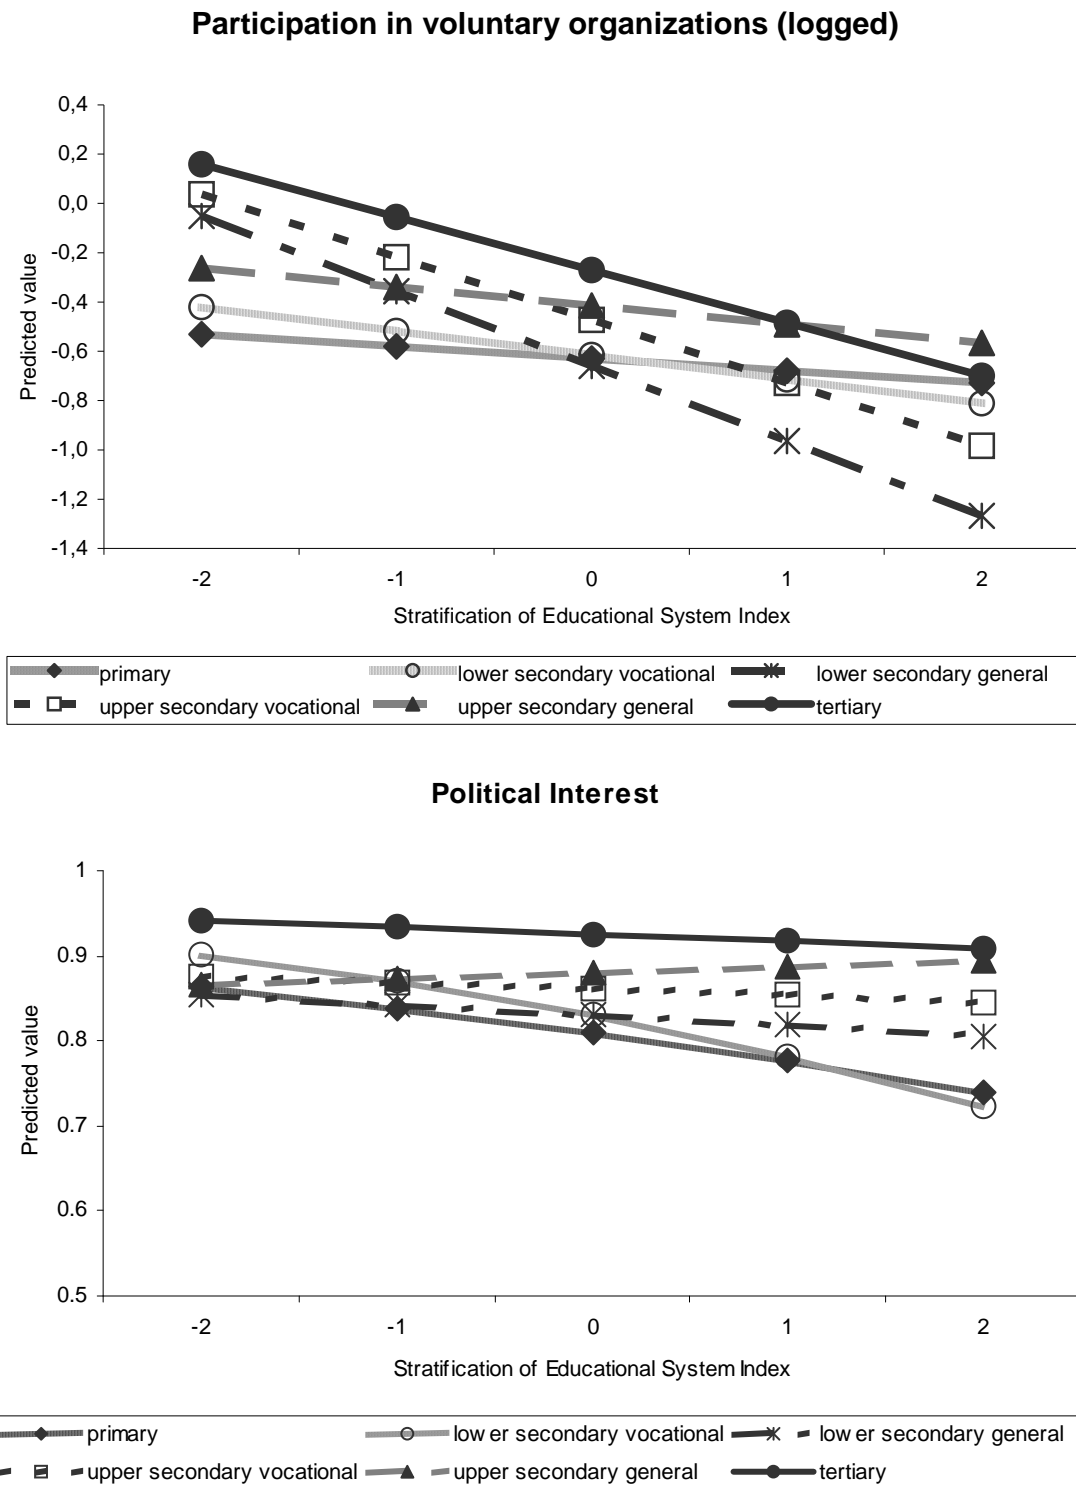 Participation in voluntary organizations (logged)
0,4
0,2
0,0
-0,2
-0,4
-0,6
-0,8
-1,0
-1,2
-1,4
Predicted value
-2 -1 0 1 2
Stratification of Educational System Index
primary lower secondary vocational lower secondary general
upper secondary vocational upper secondary general tertiary
Political Interest
1
0.9
0.8
0.7
0.6
0.5
Predicted value
-2 -1 0 1 2
Stratification of Educational System Index
primary lower secondary vocational lower secondary general
upper secondary vocational upper secondary general tertiary